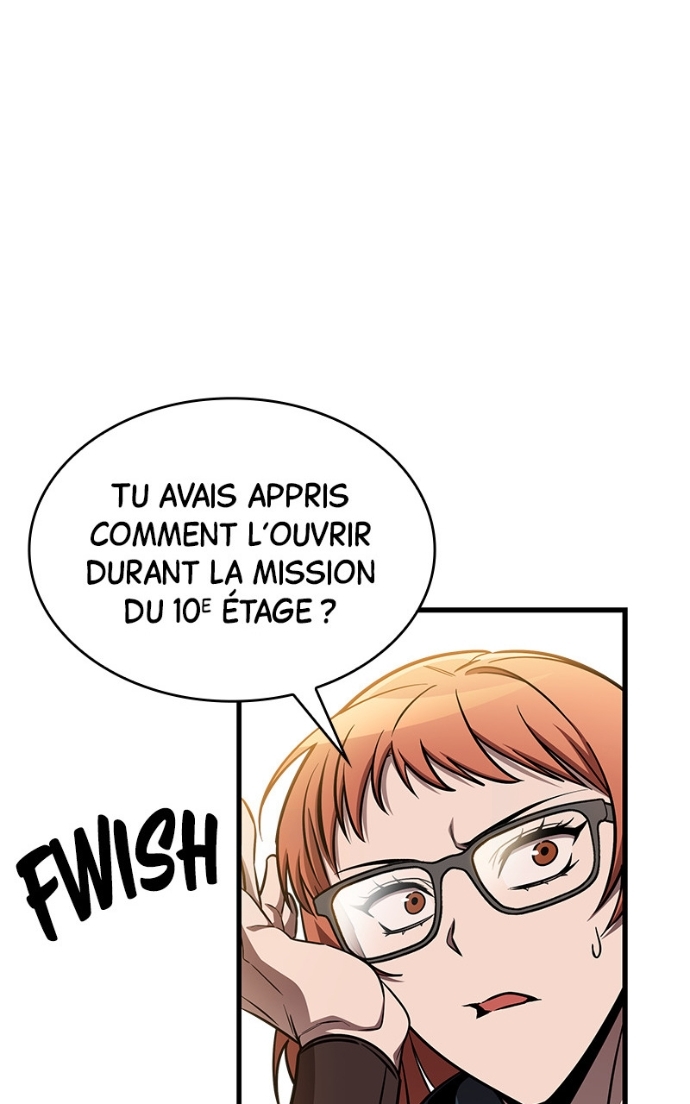 TU AVAIS APPRIS
COMMENT L'OUVRIR
DURANT LA MISSION
DU 10ᴱ ÉTAGE ?
FWISH